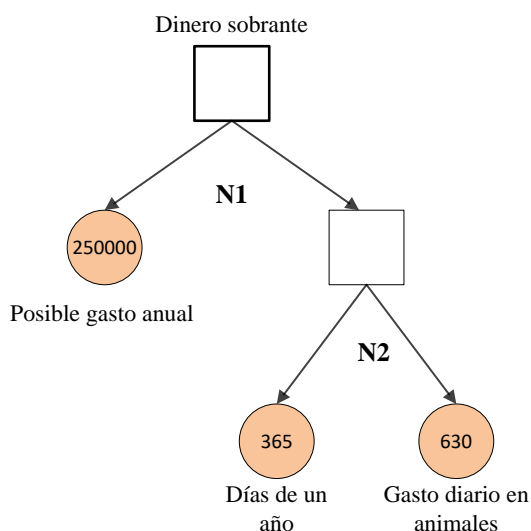 Dinero sobrante
N1
250000
Posible gasto anual
N2
365
630
Días de un
año
Gasto diario en
animales